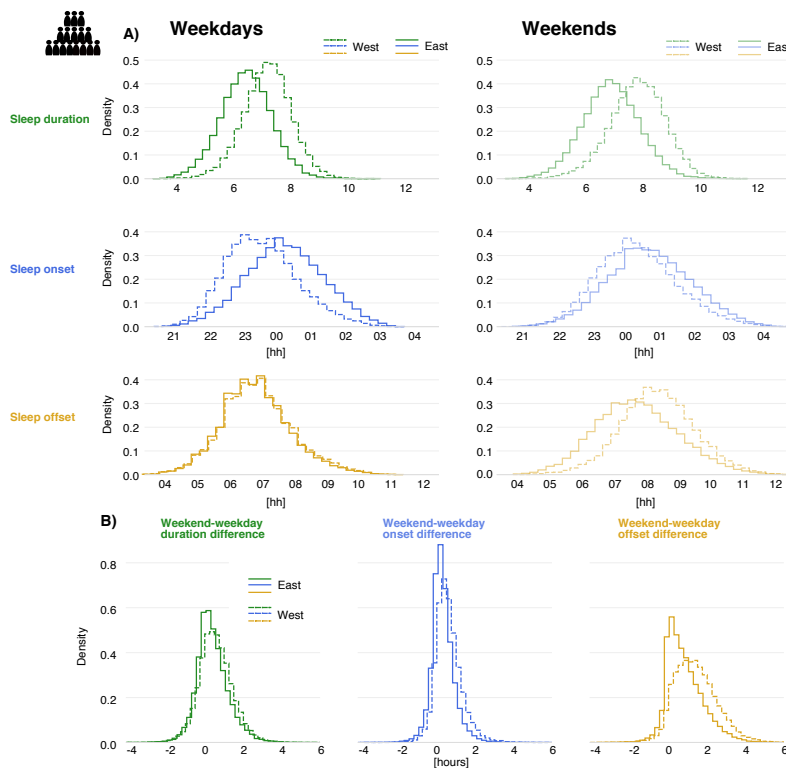 A) Weekdays Weekends
West East West Eas
0.5
0.4
0.3
0.2
0.1
0.0
Density
Sleep duration
4 6 8 10 12
0.5
0.4
0.3
0.2
0.1
0.0
Density
4 6 8 10 12
0.4
0.3
0.2
0.1
0.0
Density
Sleep onset
21 22 23 00 01 02 03 04
[hh]
0.4
0.3
0.2
0.1
0.0
Density
21 22 23 00 01 02 03 04
[hh]
0.4
0.3
0.2
0.1
0.0
Density
Sleep offset
04 05 06 07 08 09 10 11 12
[hh]
0.4
0.3
0.2
0.1
0.0
Density
04 05 06 07 08 09 10 11 12
[hh]
B)
Weekend-weekday
duration difference
Weekend-weekday
onset difference
Weekend-weekday
offset difference
East
West
0.8
0.6
0.4
0.2
0.0
Density
-4 -2 0 2 4 6
-4 -2 0 2 4 6
-4 -2 0 2 4 6
[hours]